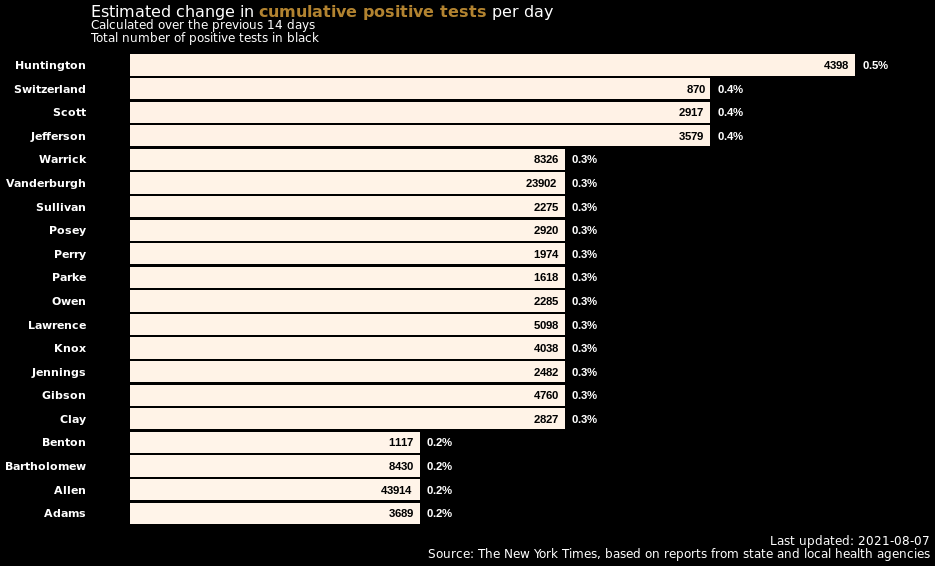 Estimated change in cumulative positive tests per day
Calculated over the previous 14 days
Total number of positive tests in black
Huntington 4398 0.5%
Switzerland 870 0.4%
Scott 2917 0.4%
Jefferson 3579 0.4%
Warrick 8326 0.3%
Vanderburgh 23902 0.3%
Sullivan 2275 0.3%
Posey 2920 0.3%
Perry 1974 0.3%
Parke 1618 0.3%
Owen 2285 0.3%
Lawrence 5098 0.3%
Knox 4038 0.3%
Jennings 2482 0.3%
Gibson 4760 0.3%
Clay 2827 0.3%
Benton 1117 0.2%
Bartholomew 8430 0.2%
Allen 43914 0.2%
Adams 3689 0.2%
Last updated: 2021-08-07
Source: The New York Times, based on reports from state and local health agencies